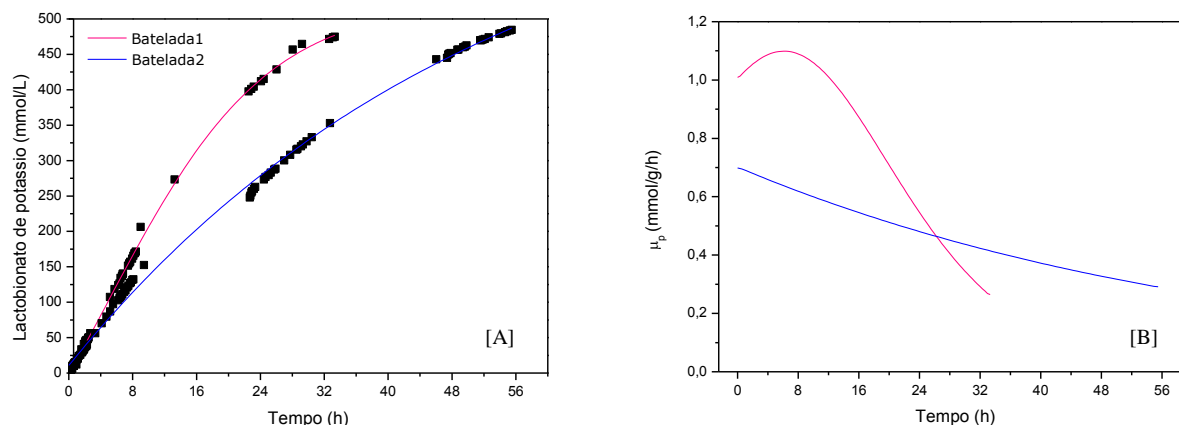 500
450
400
350
300
250
200
150
100
50
0
Lactobionato de potassio (mmol/L)
Batelada1
Batelada2
[A]
0 8 16 24 32 40 48 56
Tempo (h)
1,2
1,0
0,8
0,6
0,4
0,2
0,0
μp (mmol/g/h)
[B]
0 8 16 24 32 40 48 56
Tempo (h)